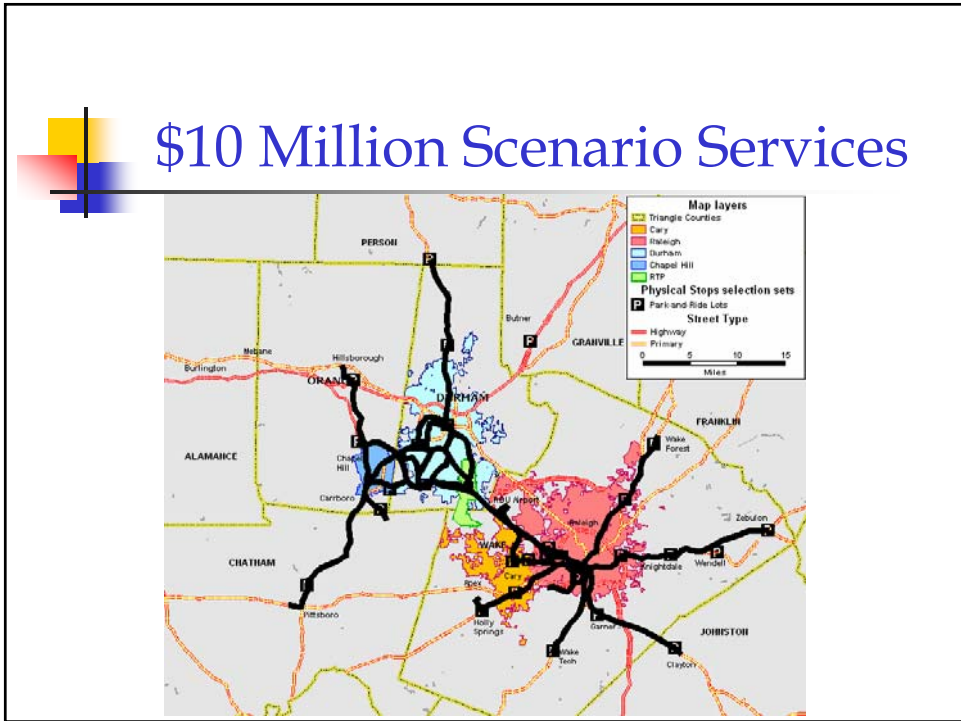 $10 Million Scenario Services
Map layers
Triangle Counties
Cary
Raleigh
Durham
Chapel Hill
RTP
Physical Stops selection sets
P Park-and-Ride Lots
Street Type
Highway
Primary
0 5 10 15
Miles
PERSON
Butner
GRANVILLE
Mebane
Hillsborough
Burlington
DURHAM
FRANKLIN
Wake
Forest
ALAMANCE
Chapel
Hill
Carrboro
RDU Airport
Raleigh
Zebulon
WAKE
CHATHAM
Knightdale
Wendell
Apex
Cary
Pittsboro
Holly
Springs
Garner
JOHNSTON
Wake
Tech
Clayton